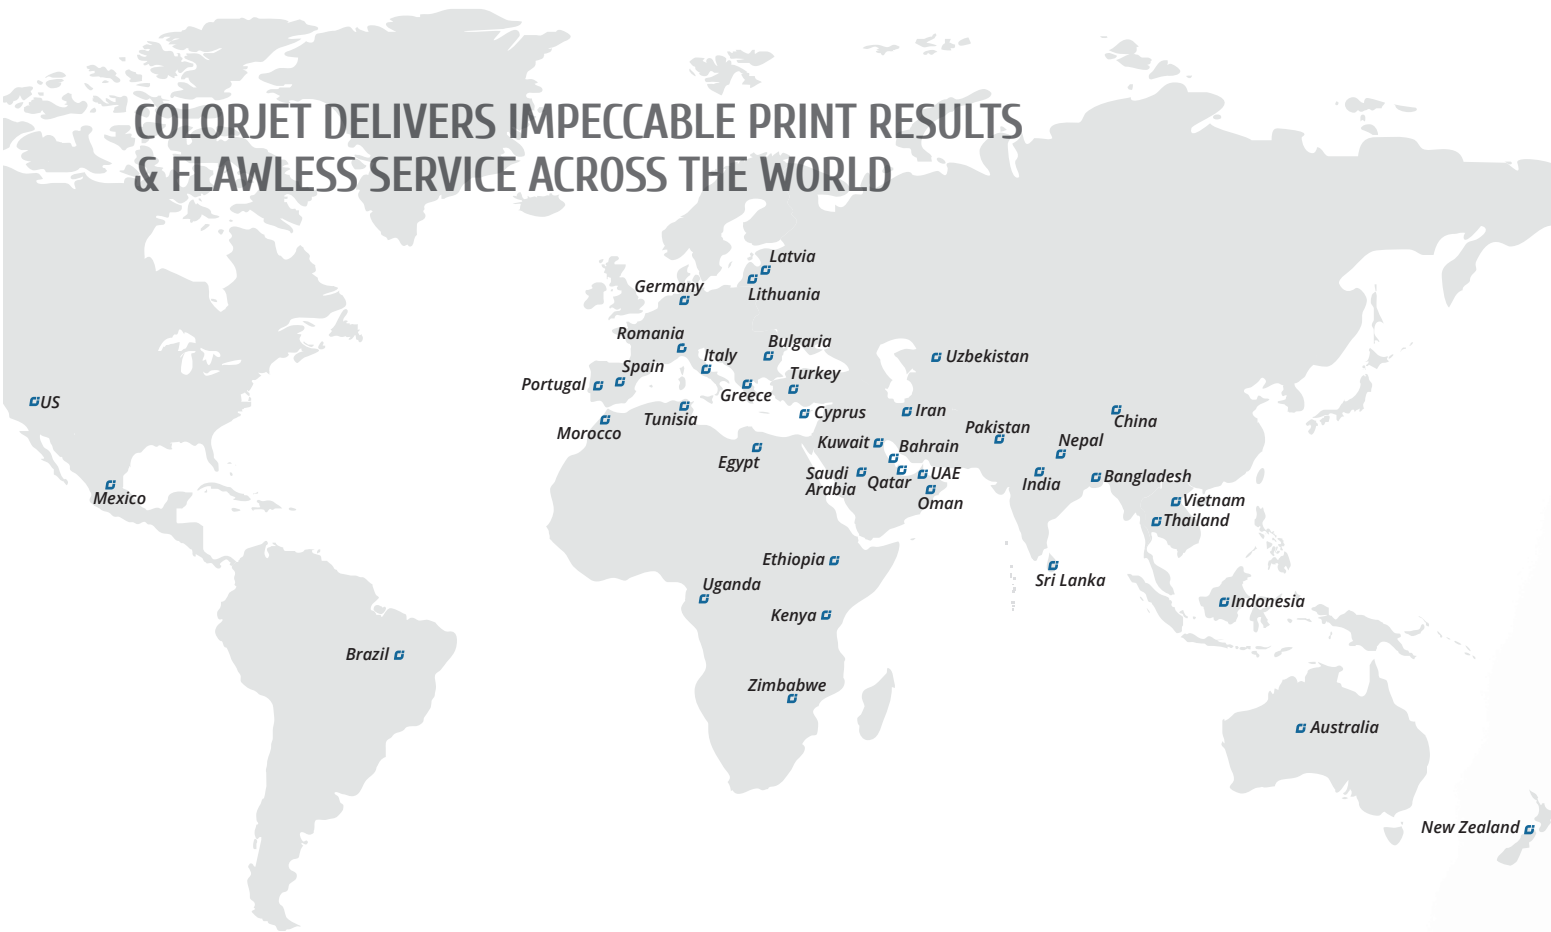 COLORJET DELIVERS IMPECCABLE PRINT RESULTS
& FLAWLESS SERVICE ACROSS THE WORLD
Latvia
Germany
Lithuania
Romania
Bulgaria
Italy
Uzbekistan
Spain
Turkey
Portugal
Greece
US
Iran
Cyprus
Tunisia
China
Pakistan
Morocco
Nepal
Kuwait
Bahrain
Egypt
Saudi
Arabia
Qatar
UAE
Bangladesh
India
Mexico
Vietnam
Oman
Thailand
Ethiopia
Sri Lanka
Uganda
Indonesia
Kenya
Brazil
Zimbabwe
Australia
New Zealand